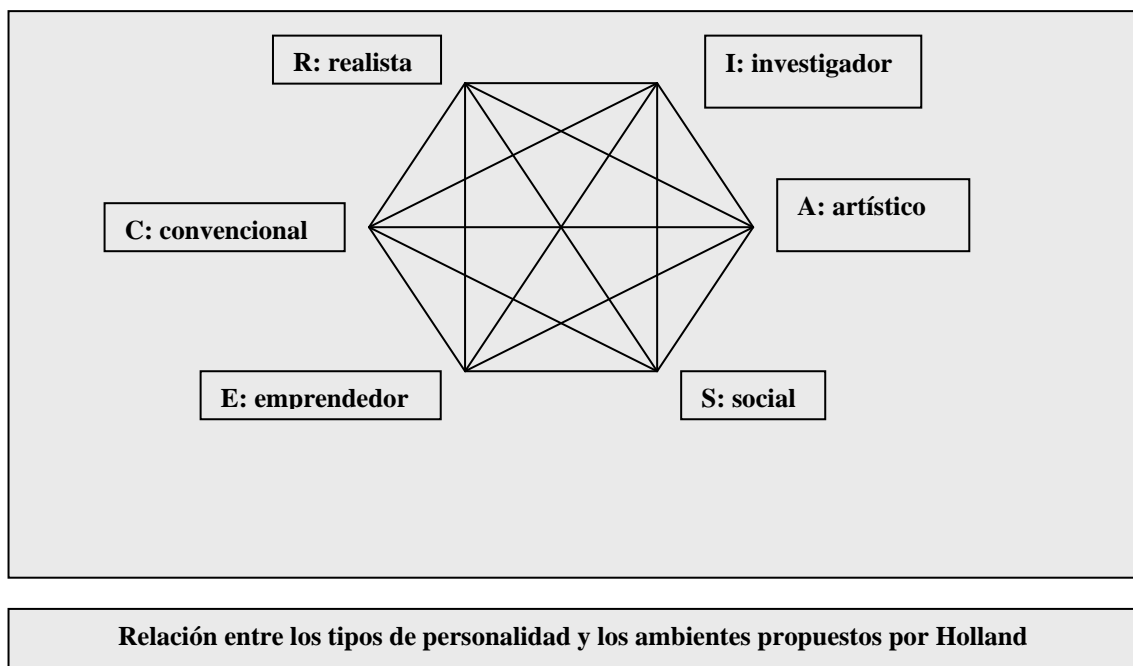 R: realista
I: investigador
C: convencional
A: artístico
E: emprendedor
S: social
Relación entre los tipos de personalidad y los ambientes propuestos por Holland